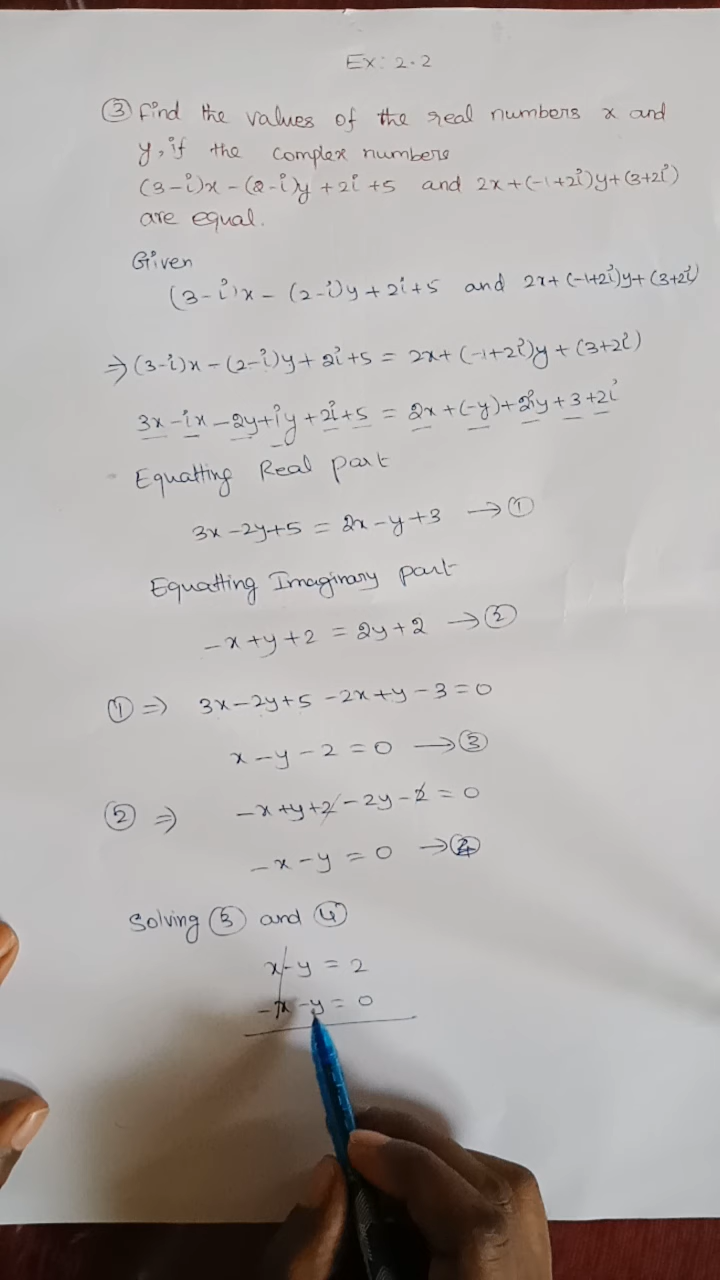 Ex: 2.2
③ Find the values of the real numbers x and
y, if the complex numbers
(3-i)x - (2-i)y + 2i + 5 and 2x + (-1+2i)y + (3+2i)
are equal.
Given
(3-i)x - (2-i)y + 2i + 5 and 2x + (-1+2i)y + (3+2i)
⇒ (3-i)x - (2-i)y + 2i + 5 = 2x + (-1+2i)y + (3+2i)
3x - ix - 2y + iy + 2i + 5 = 2x + (-y) + 2iy + 3 + 2i
Equatting Real part
3x - 2y + 5 = 2x - y + 3 → ①
Equatting Imaginary part
-x + y + 2 = 2y + 2 → ②
① ⇒ 3x - 2y + 5 - 2x + y - 3 = 0
x - y - 2 = 0 → ③
② ⇒ -x + y + 2 - 2y - 2 = 0
-x - y = 0 → ④
Solving ③ and ④
x - y = 2
-x - y = 0